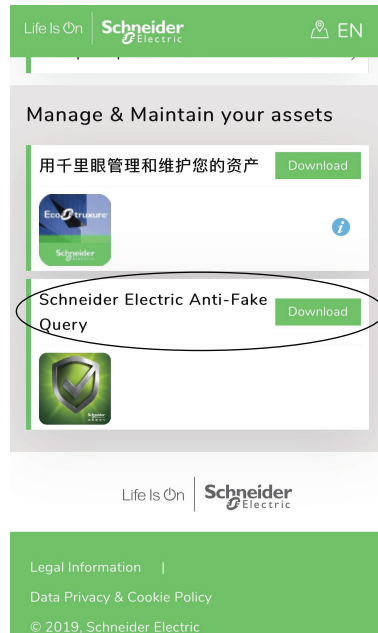 Life Is On | Schneider Electric
EN
Manage & Maintain your assets
用千里眼管理和维护您的资产
Download
EcoStruxure
Schneider Electric
i
Schneider Electric Anti-Fake
Query
Download
Schneider
Life Is On | Schneider Electric
Legal Information |
Data Privacy & Cookie Policy
© 2019, Schneider Electric